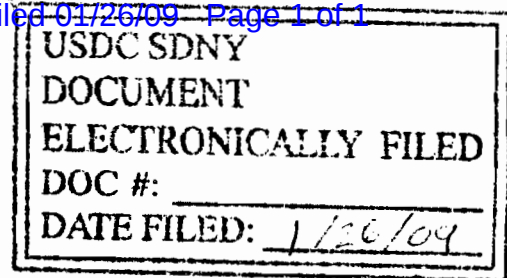 iled 01/26/09 Page 1 of 1
USDC SDNY
DOCUMENT
ELECTRONICALLY FILED
DOC #:
DATE FILED: 1/26/09